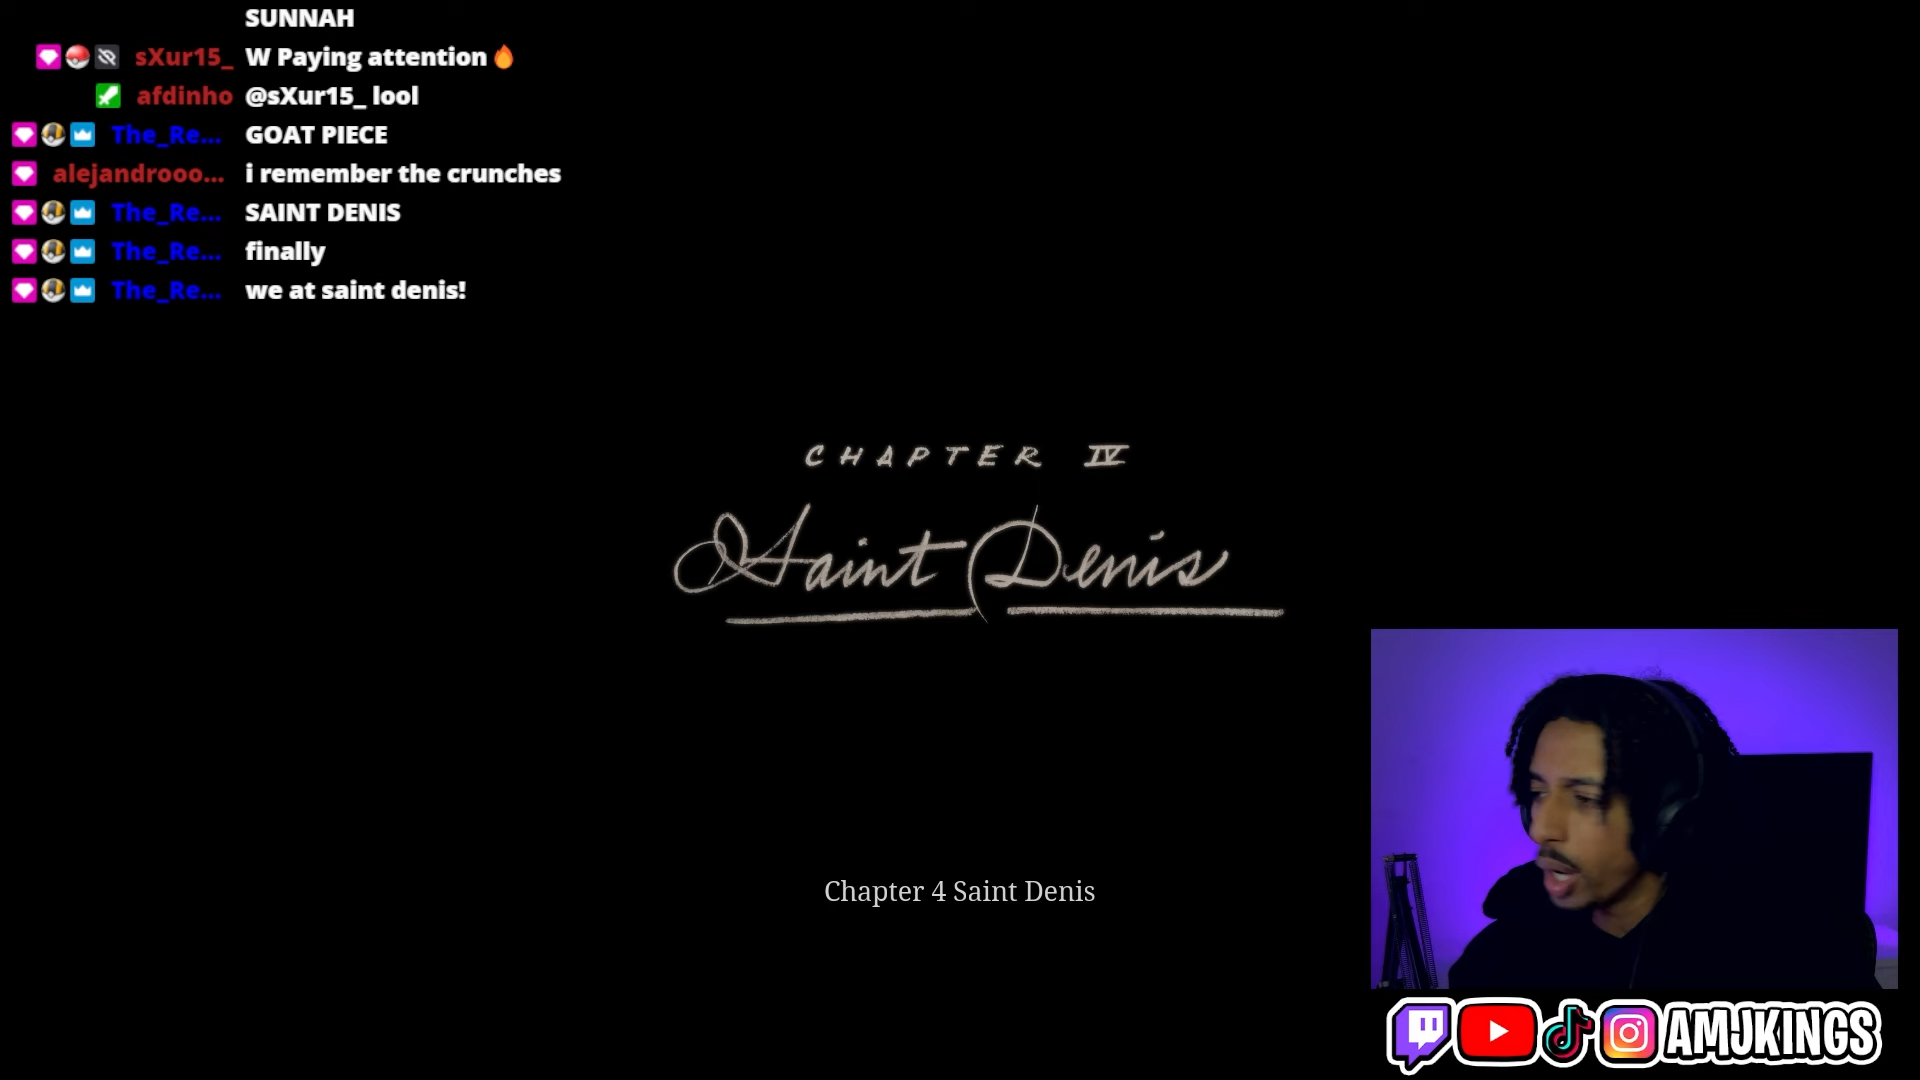 SUNNAH
sXur15_ W Paying attention🔥
afdinho @sXur15_ lool
The_Re... GOAT PIECE
alejandrooo... i remember the crunches
The_Re... SAINT DENIS
The_Re... finally
The_Re... we at saint denis!
CHAPTER IV
Saint Denis
Chapter 4 Saint Denis
AMJKINGS